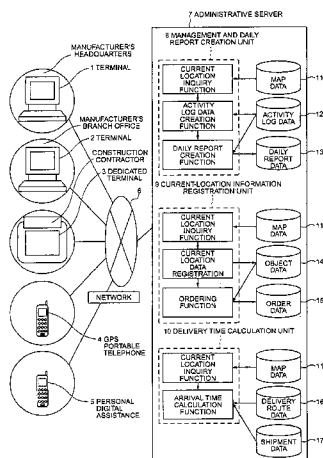 7 ADMINISTRATIVE SERVER
MANUFACTURER'S
HEADQUARTERS
1 TERMINAL
MANUFACTURER'S
BRANCH OFFICE
2 TERMINAL
CONSTRUCTION
CONTRACTOR
3 DEDICATED
TERMINAL
6
NETWORK
4 GPS
PORTABLE
TELEPHONE
5 PERSONAL
DIGITAL
ASSISTANCE
8 MANAGEMENT AND DAILY
REPORT CREATION UNIT
CURRENT
LOCATION
INQUIRY
FUNCTION
MAP
DATA
11
ACTIVITY
LOG DATA
CREATION
FUNCTION
ACTIVITY
LOG DATA
12
DAILY REPORT
CREATION
FUNCTION
DAILY
REPORT
DATA
13
9 CURRENT-LOCATION INFORMATION
REGISTRATION UNIT
CURRENT
LOCATION
INQUIRY
FUNCTION
MAP
DATA
11
CURRENT
LOCATION
DATA
REGISTRATION
OBJECT
DATA
14
ORDERING
FUNCTION
ORDER
DATA
15
10 DELIVERY TIME CALCULATION UNIT
CURRENT
LOCATION
INQUIRY
FUNCTION
MAP
DATA
11
ARRIVAL TIME
CALCULATION
FUNCTION
DELIVERY
ROUTE
DATA
16
SHIPMENT
DATA
17